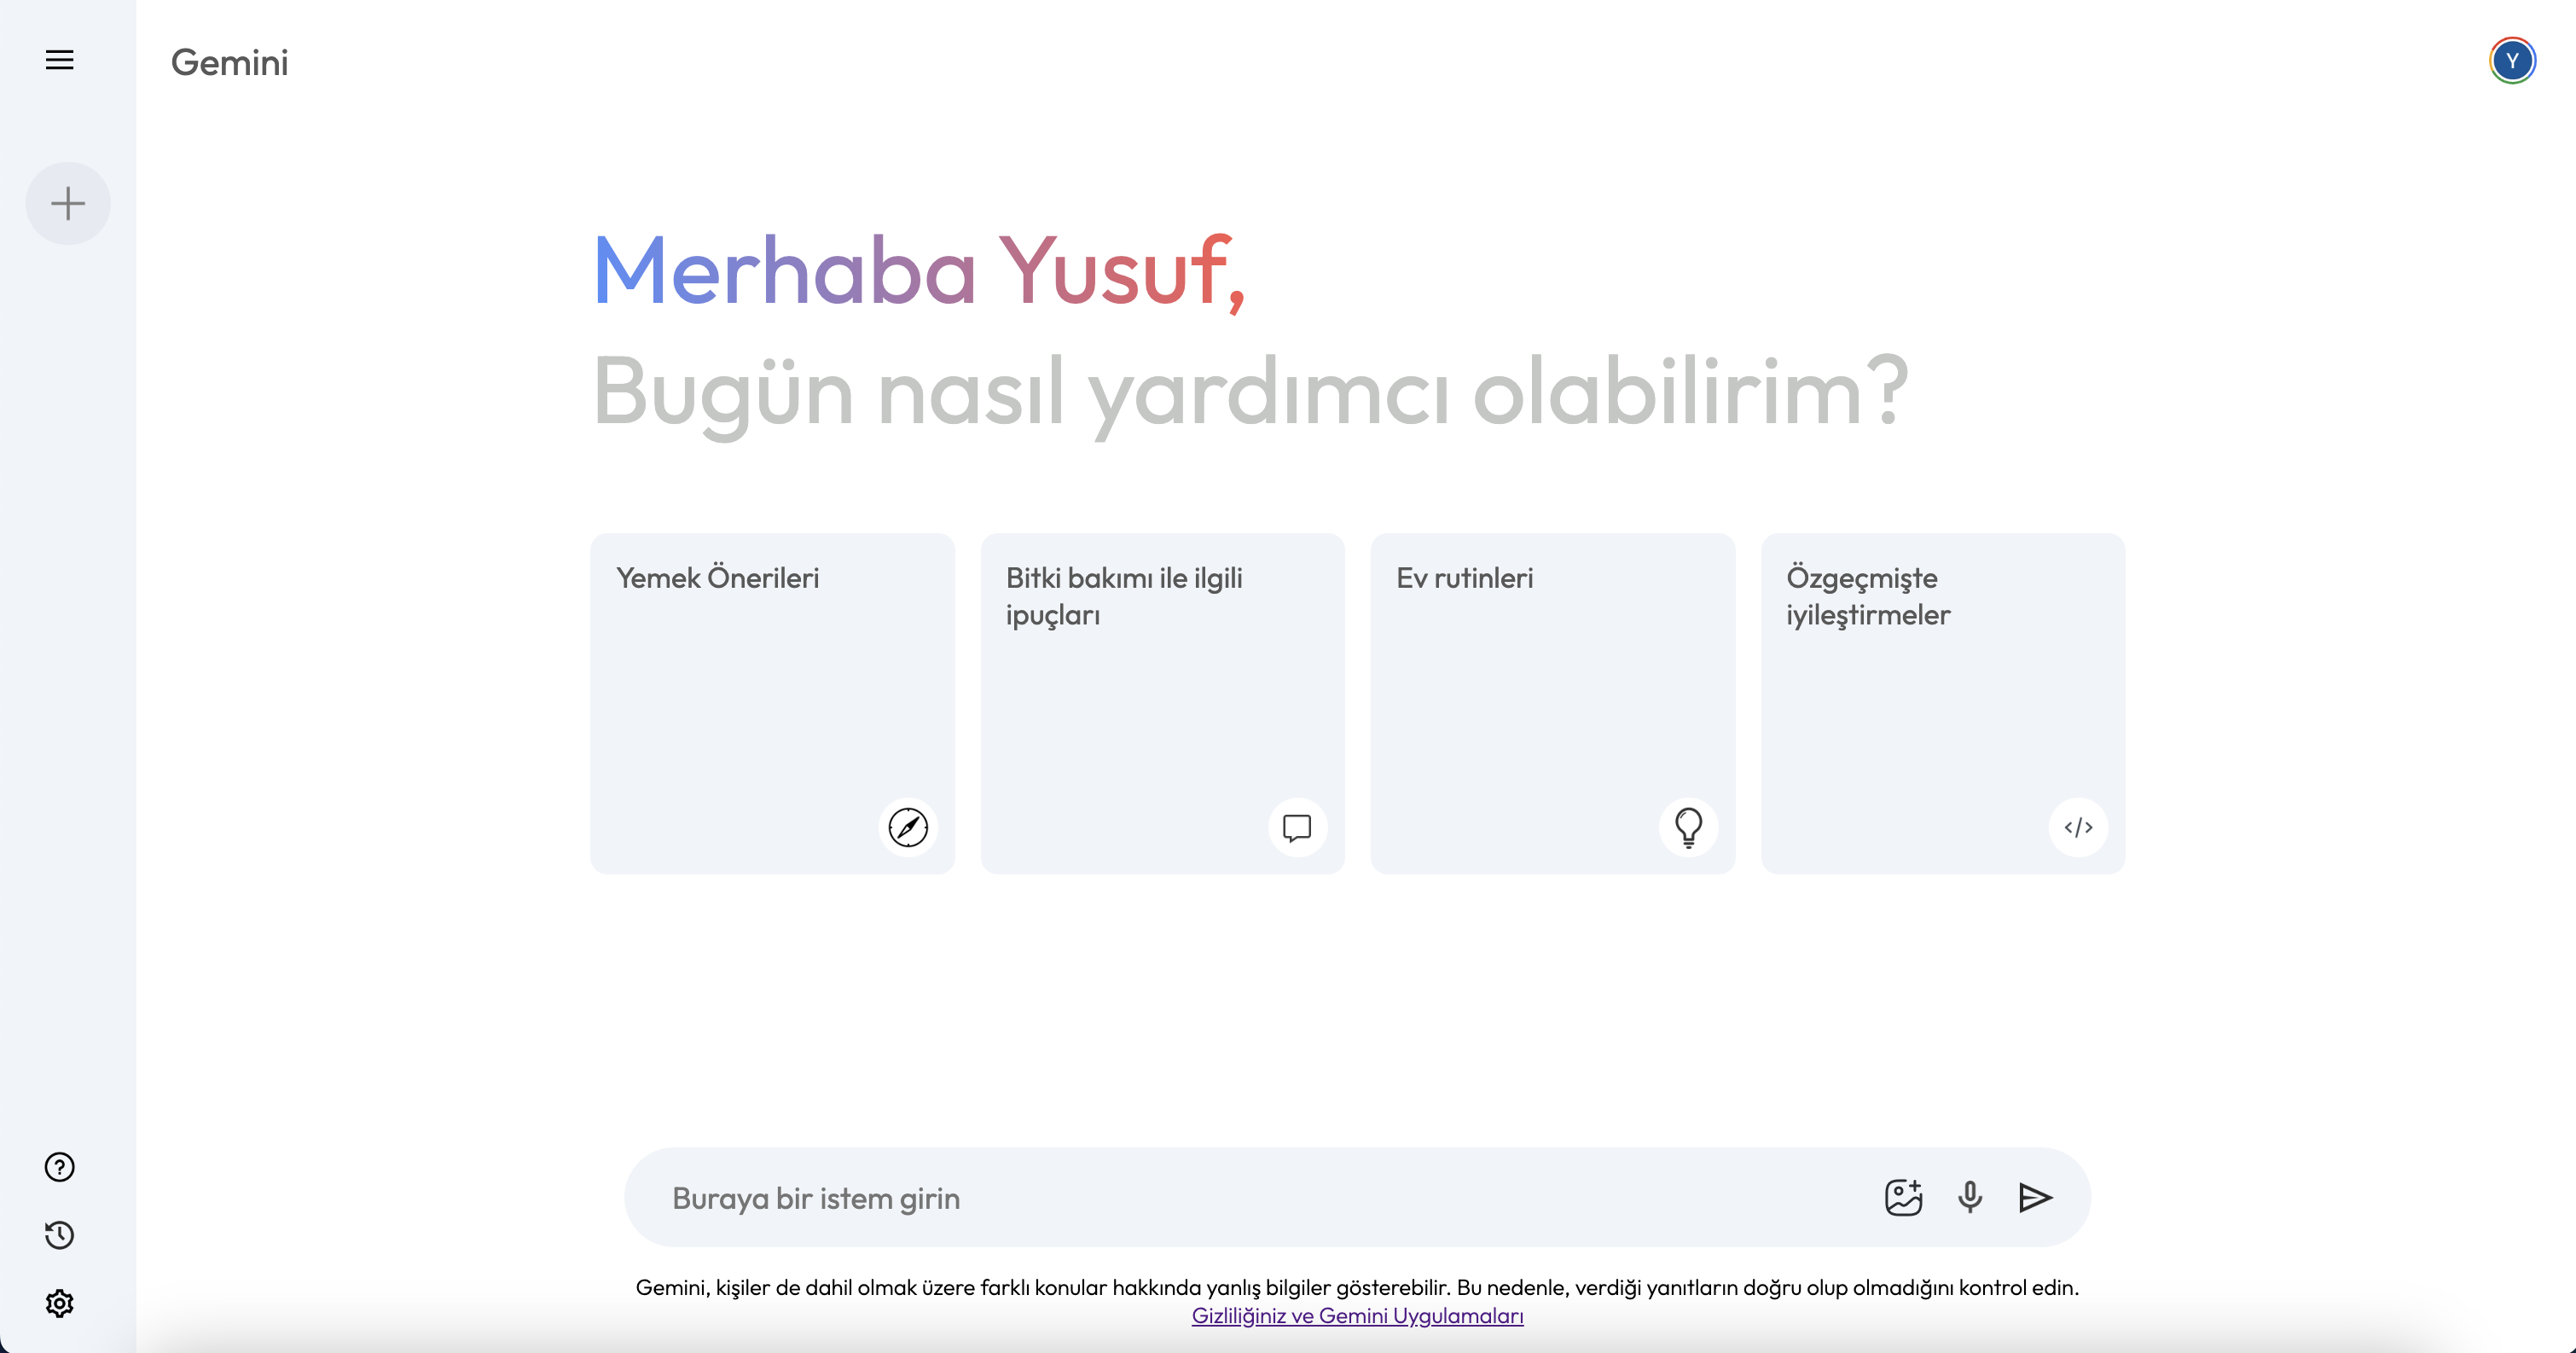 Gemini
Y
Merhaba Yusuf,
Bugün nasıl yardımcı olabilirim?
Yemek Önerileri
Bitki bakımı ile ilgili
ipuçları
Ev rutinleri
Özgeçmişte
iyileştirmeler
Buraya bir istem girin
Gemini, kişiler de dahil olmak üzere farklı konular hakkında yanlış bilgiler gösterebilir. Bu nedenle, verdiği yanıtların doğru olup olmadığını kontrol edin.
Gizliliğiniz ve Gemini Uygulamaları